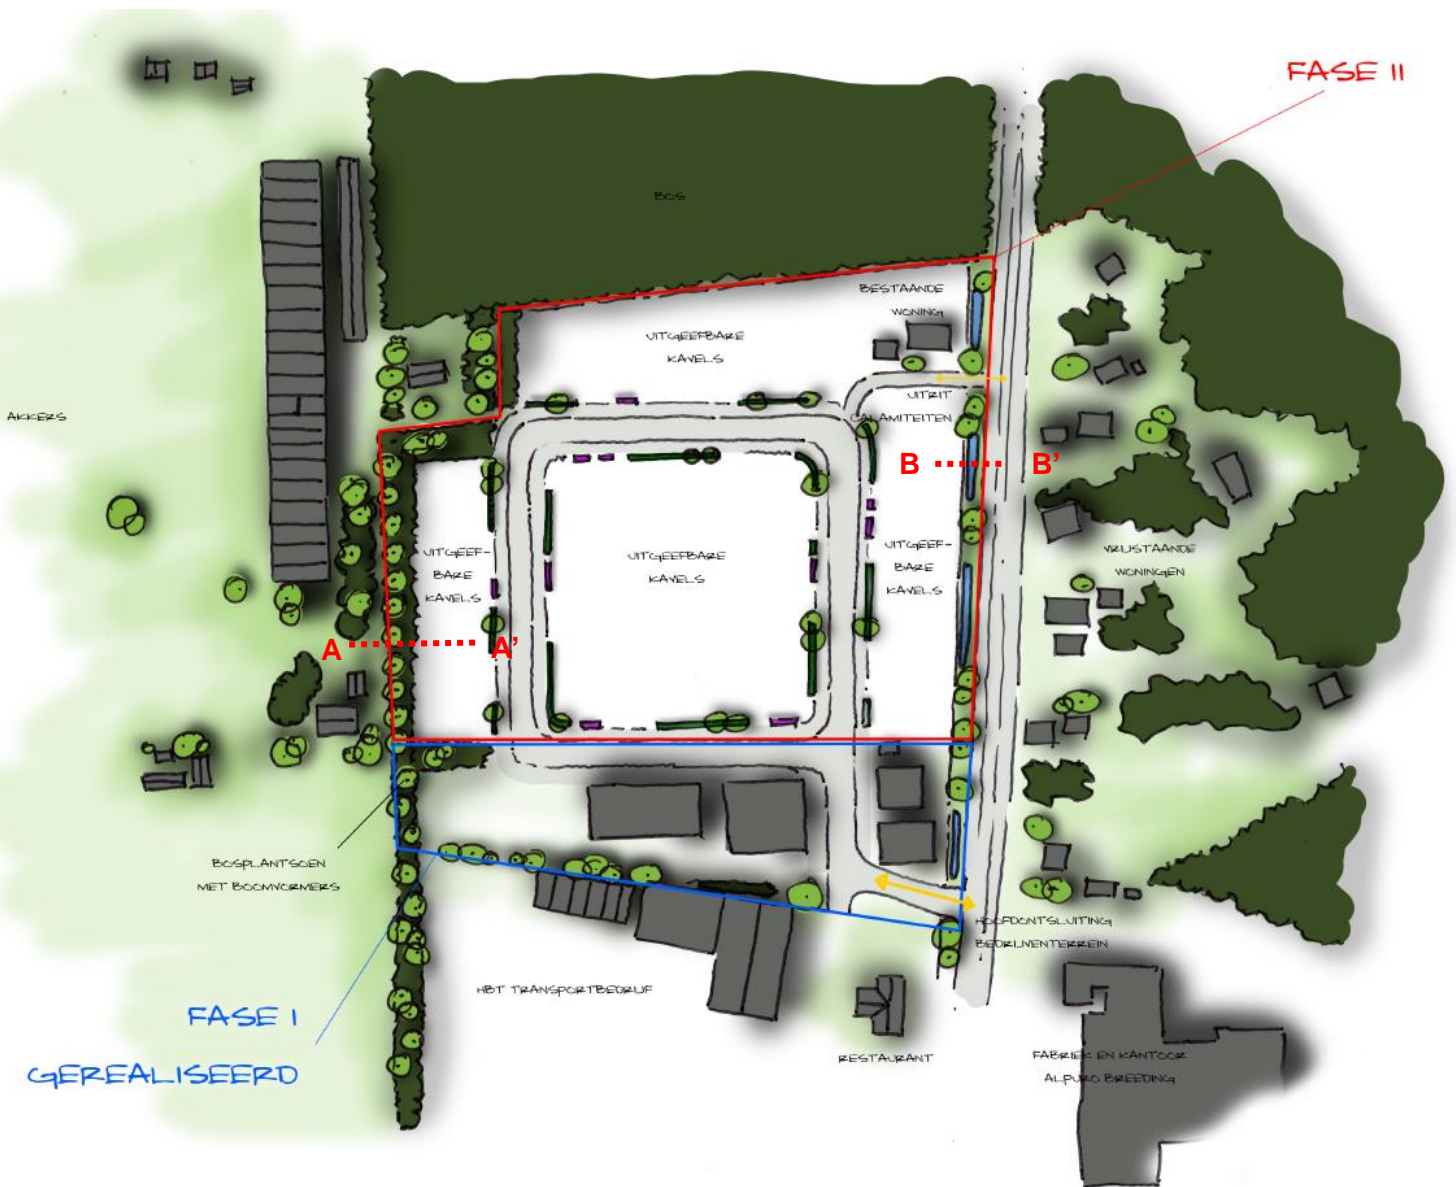 FASE II
BOS
BESTAANDE
WONING
UITGEEFBARE
KAVELS
UITRIT
CALAMITEITEN
AKKERS
B
B'
UITGEEF-
BARE
KAVELS
UITGEEFBARE
KAVELS
UITGEEF-
BARE
KAVELS
VRIJSTAANDE
WONINGEN
A
A'
BOSPLANTSOEN
MET BOOMVORMERS
HOOFDONTSLUITING
BEDRIJVENTERREIN
HBT TRANSPORTBEDRIJF
FASE I
GEREALISEERD
RESTAURANT
FABRIEK EN KANTOOR
ALPURO BREEDING